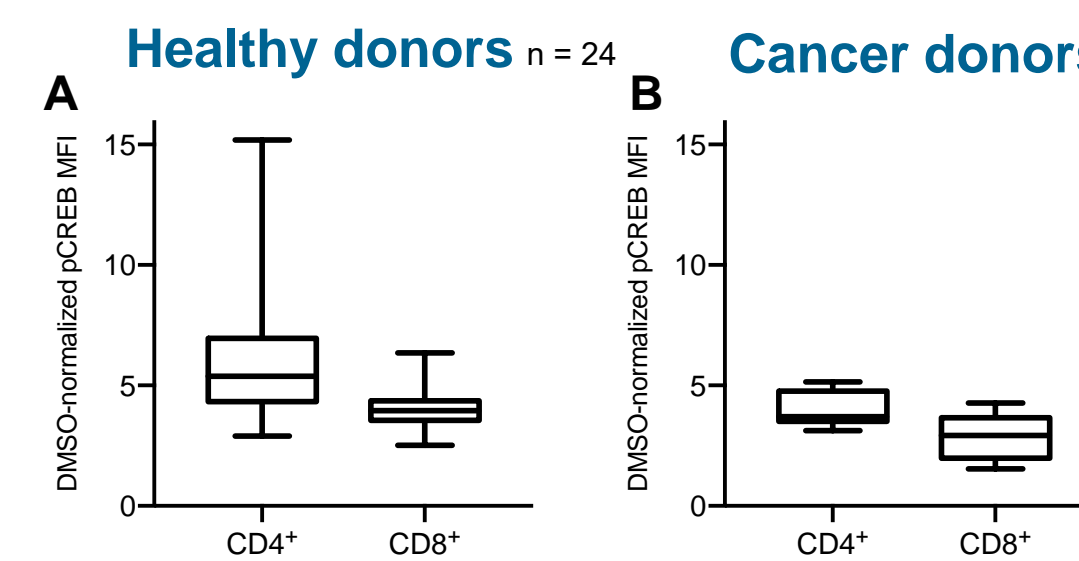 Healthy donors n = 24
Cancer donors
A
B
DMSO-normalized pCREB MFI
15
10
5
0
CD4⁺
CD8⁺
DMSO-normalized pCREB MFI
15
10
5
0
CD4⁺
CD8⁺